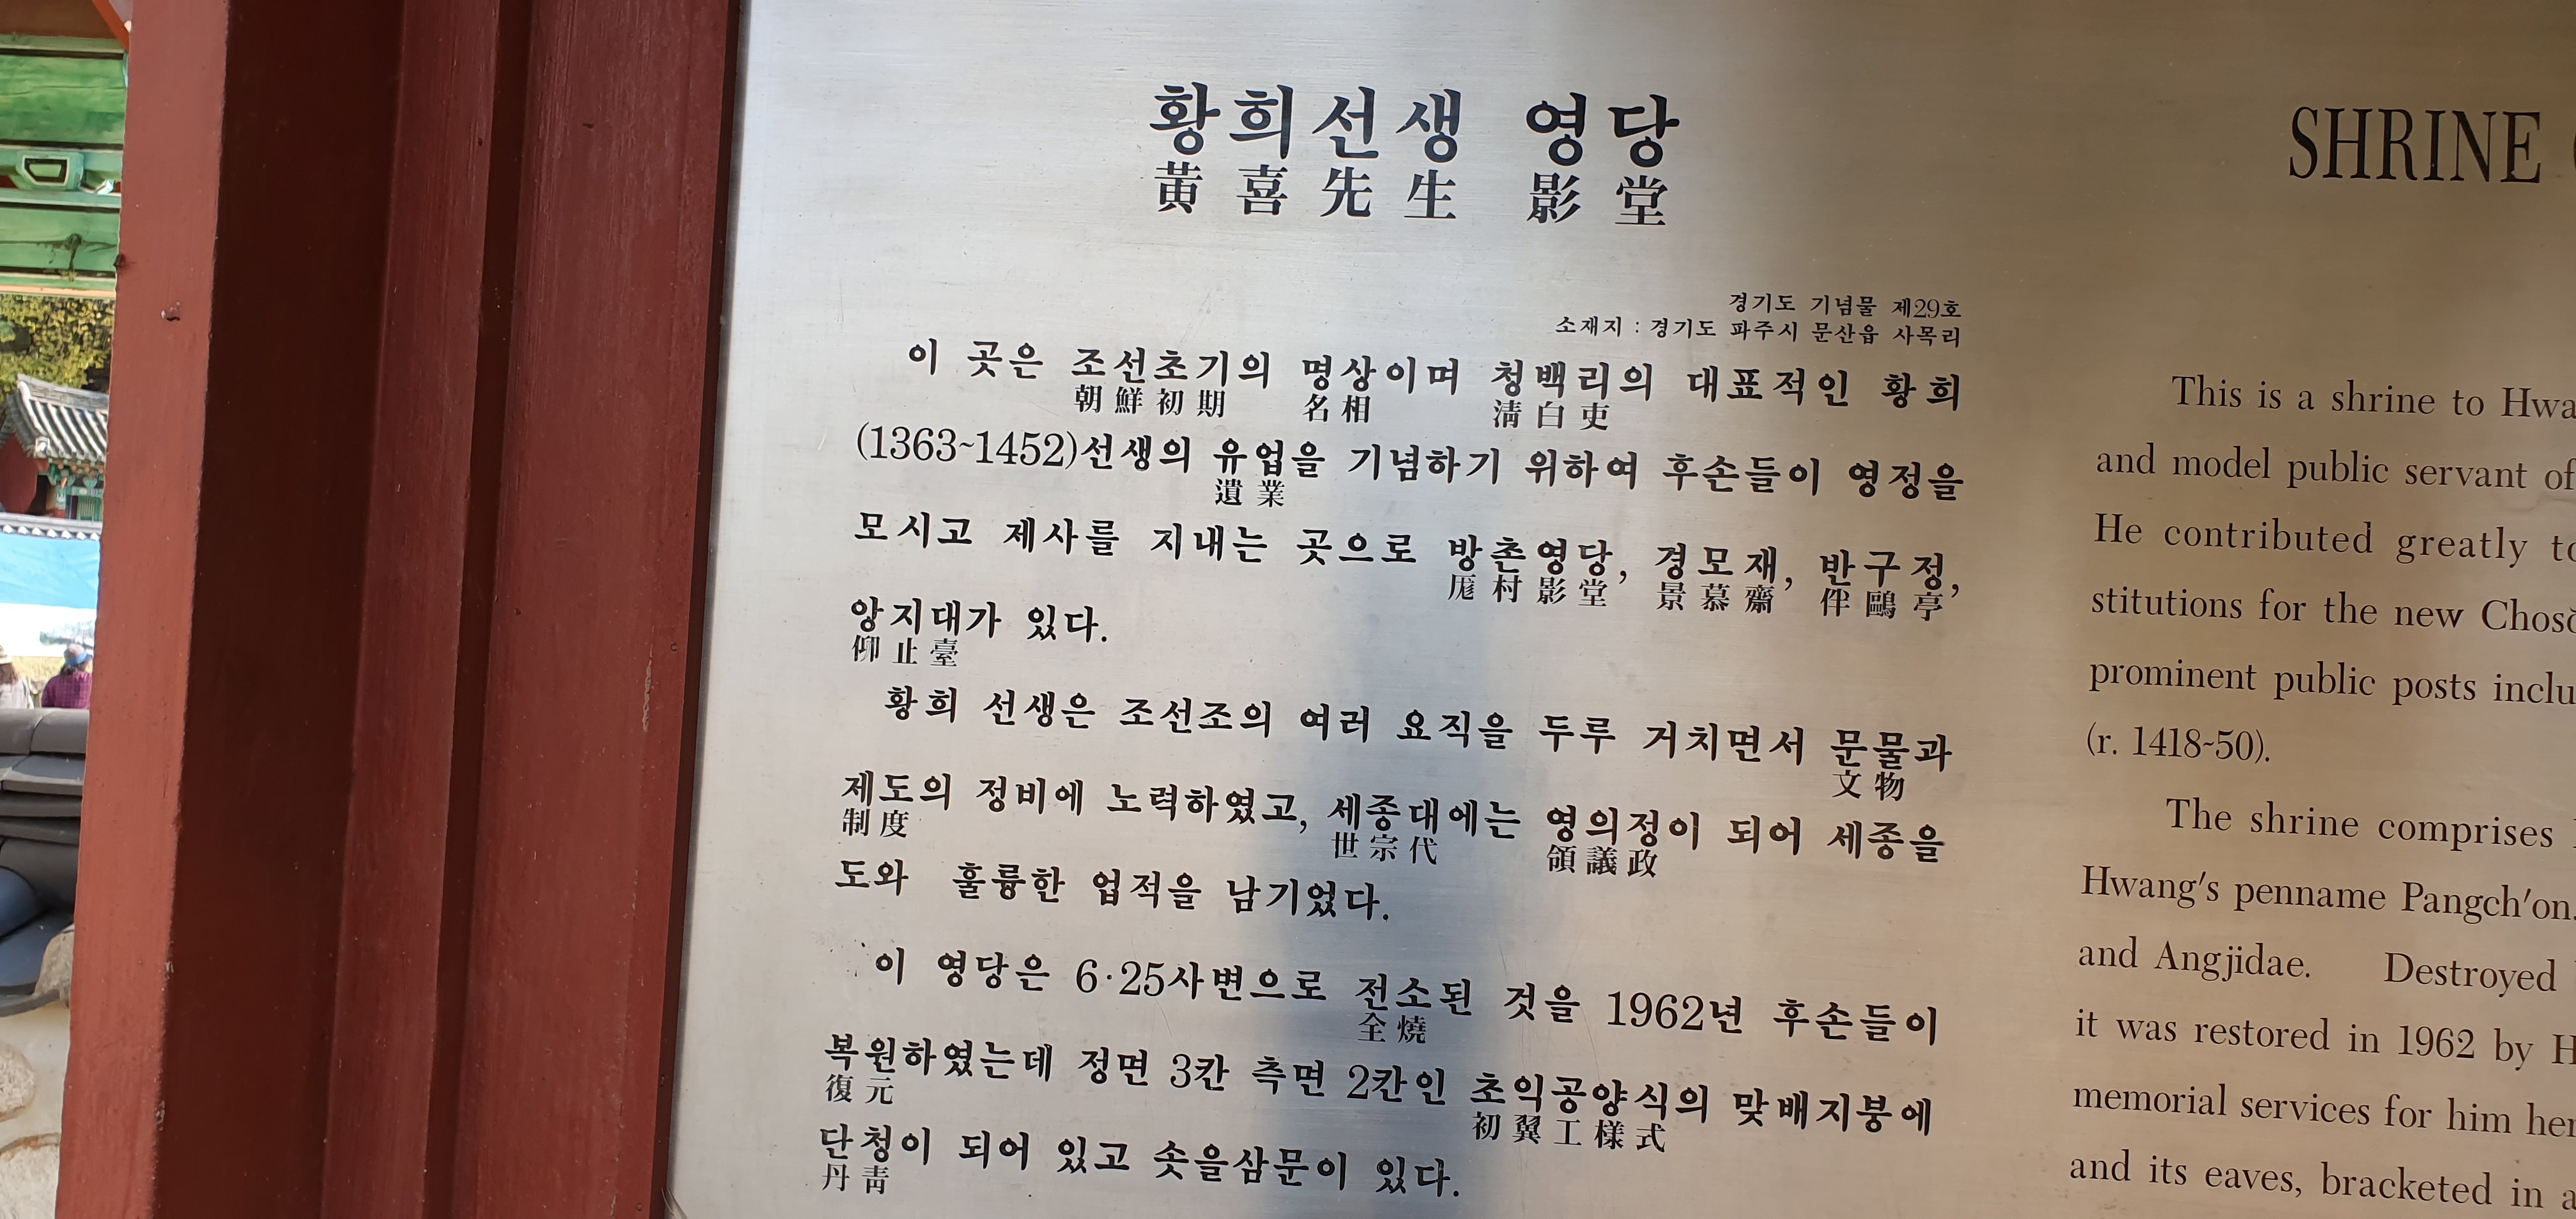 황희선생 영당
黃喜先生 影堂
경기도 기념물 제29호
소재지 : 경기도 파주시 문산읍 사목리
이 곳은 조선초기의 명상이며 청백리의 대표적인 황희
朝鮮初期 名相 淸白吏
(1363~1452)선생의 유업을 기념하기 위하여 후손들이 영정을
遺業
모시고 제사를 지내는 곳으로 방촌영당, 경모재, 반구정,
厖村影堂 景慕齋 伴鷗亭
앙지대가 있다.
仰止臺
황희 선생은 조선조의 여러 요직을 두루 거치면서 문물과
文物
제도의 정비에 노력하였고, 세종대에는 영의정이 되어 세종을
制度 世宗代 領議政
도와 훌륭한 업적을 남기었다.
이 영당은 6·25사변으로 전소된 것을 1962년 후손들이
全燒
복원하였는데 정면 3칸 측면 2칸인 초익공양식의 맞배지붕에
復元 初翼工樣式
단청이 되어 있고 솟을삼문이 있다.
丹靑
SHRINE
This is a shrine to Hwa
and model public servant of
He contributed greatly to
stitutions for the new Chosŏ
prominent public posts inclu
(r. 1418~50).
The shrine comprises
Hwang's penname Pangch'on.
and Angjidae. Destroyed
it was restored in 1962 by H
memorial services for him her
and its eaves, bracketed in a